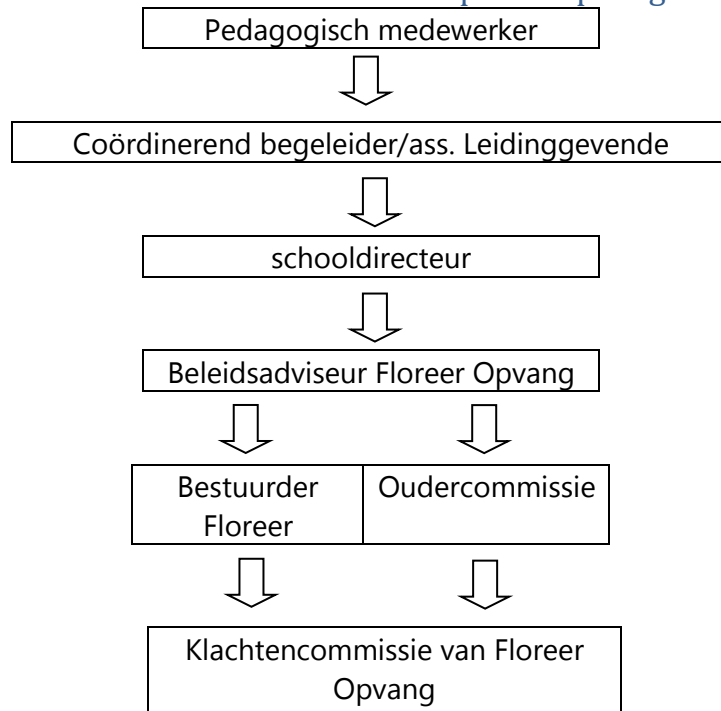 Pedagogisch medewerker
Coördinerend begeleider/ass. Leidinggevende
schooldirecteur
Beleidsadviseur Floreer Opvang
Bestuurder
Floreer
Oudercommissie
Klachtencommissie van Floreer
Opvang